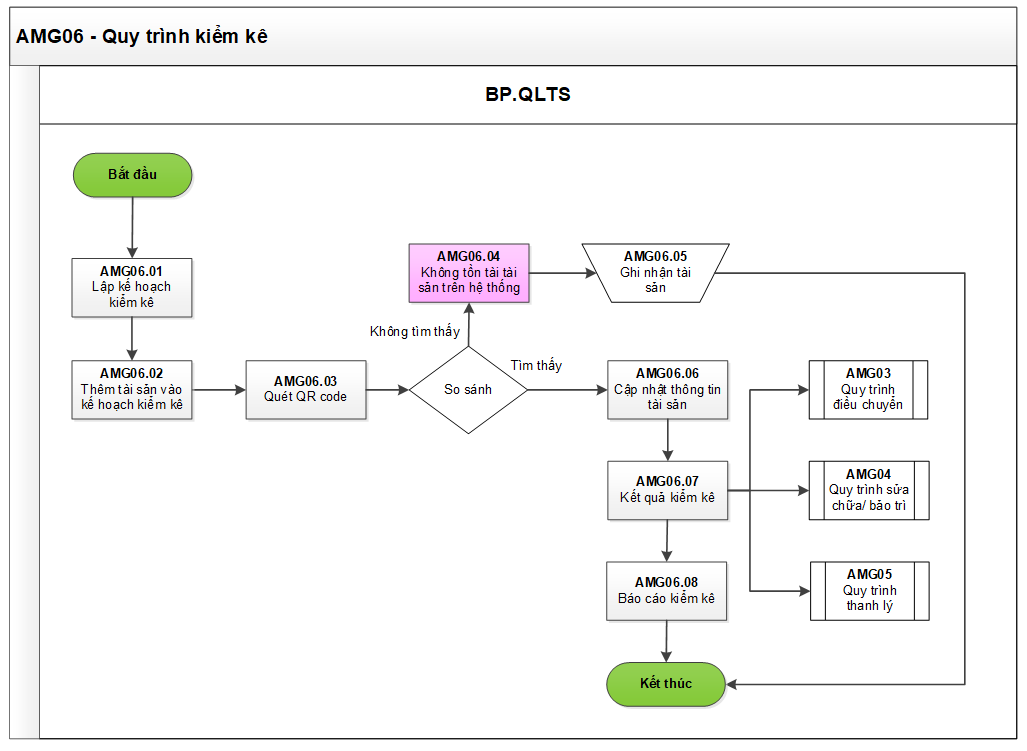 AMG06 - Quy trình kiểm kê
BP.QLTS
Bắt đầu
AMG06.01
Lập kế hoạch
kiểm kê
AMG06.02
Thêm tài sản vào
kế hoạch kiểm kê
AMG06.03
Quét QR code
So sánh
Không tìm thấy
AMG06.04
Không tồn tài tài
sản trên hệ thống
AMG06.05
Ghi nhận tài
sản
Tìm thấy
AMG06.06
Cập nhật thông tin
tài sản
AMG06.07
Kết quả kiểm kê
AMG03
Quy trình
điều chuyển
AMG04
Quy trình sửa
chữa/ bảo trì
AMG05
Quy trình
thanh lý
AMG06.08
Báo cáo kiểm kê
Kết thúc